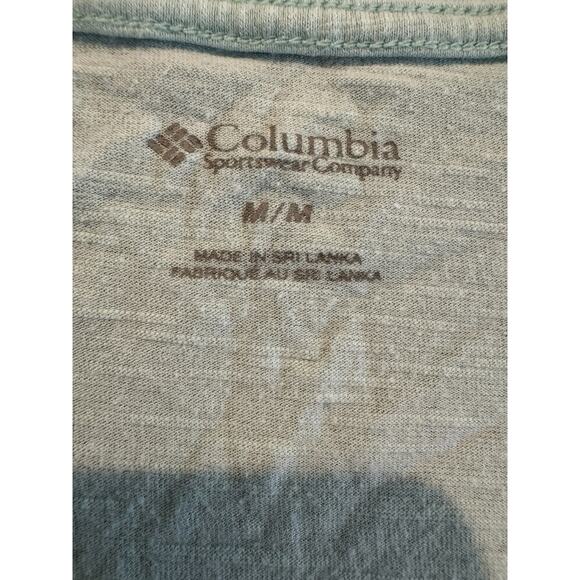 Columbia
Sportswear Company
M/M
MADE IN SRI LANKA
FABRIQUÉ AU SRI LANKA